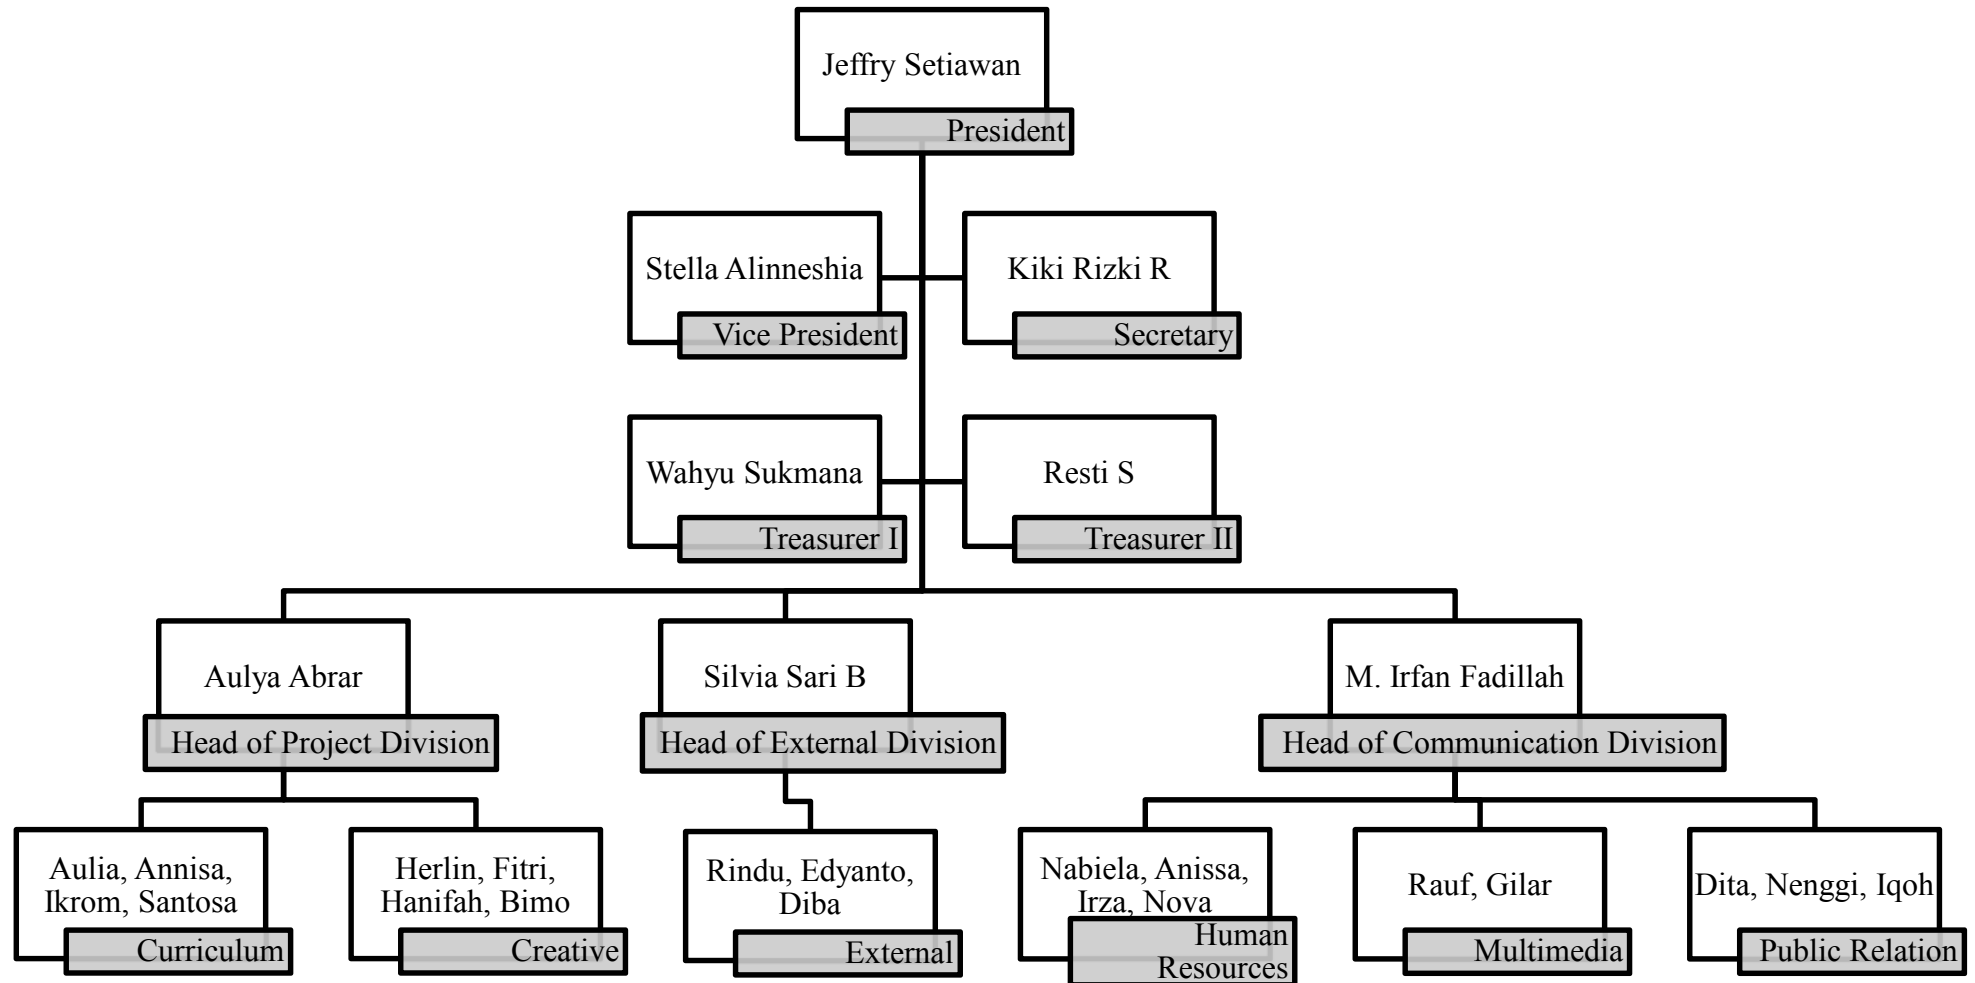 Jeffry Setiawan
President
Stella Alinneshia
Vice President
Kiki Rizki R
Secretary
Wahyu Sukmana
Treasurer I
Resti S
Treasurer II
Aulya Abrar
Head of Project Division
Silvia Sari B
Head of External Division
M. Irfan Fadillah
Head of Communication Division
Aulia, Annisa,
Ikrom, Santosa
Curriculum
Herlin, Fitri,
Hanifah, Bimo
Creative
Rindu, Edyanto,
Diba
External
Nabiela, Anissa,
Irza, Nova
Human
Resources
Rauf, Gilar
Multimedia
Dita, Nenggi, Iqoh
Public Relation